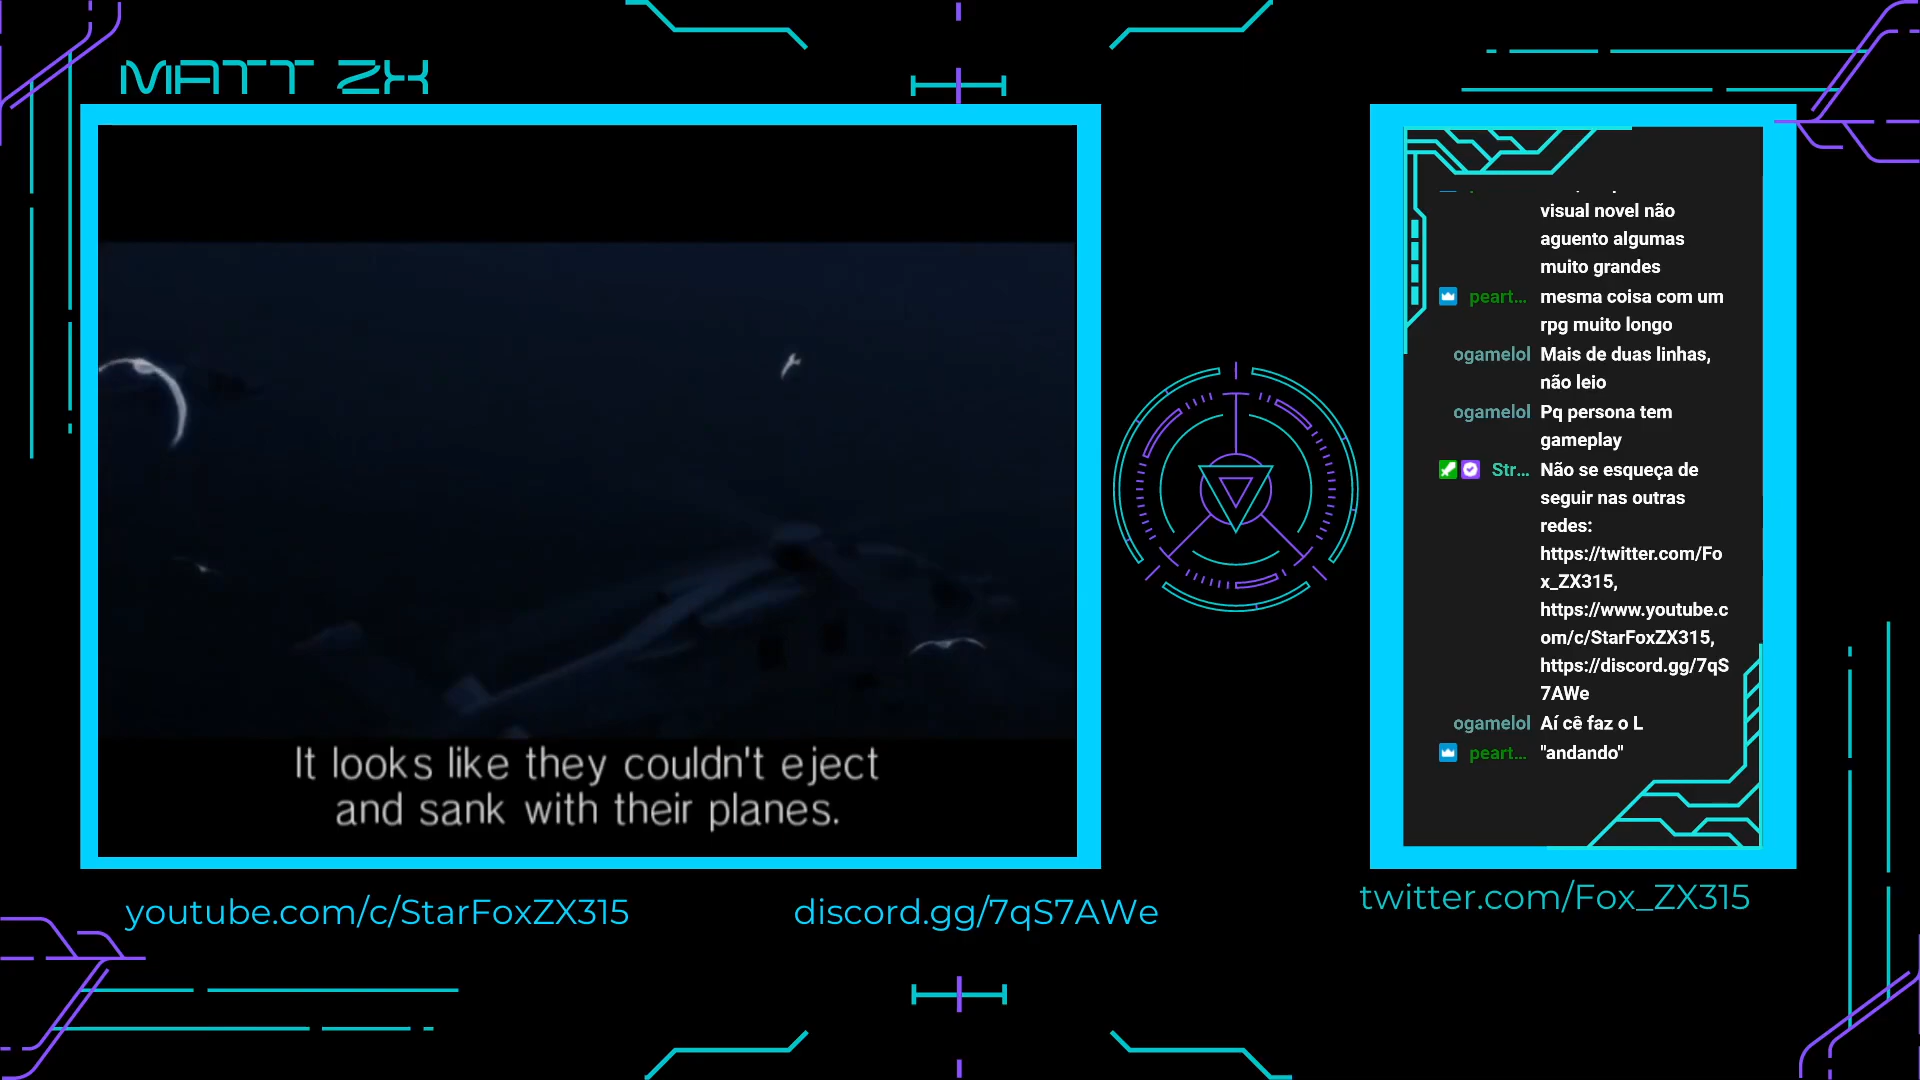 MATT ZX
It looks like they couldn't eject
and sank with their planes.
visual novel não
aguento algumas
muito grandes
peart... mesma coisa com um
rpg muito longo
ogamelol Mais de duas linhas,
não leio
ogamelol Pq persona tem
gameplay
Str... Não se esqueça de
seguir nas outras
redes:
https://twitter.com/Fo
x_ZX315,
https://www.youtube.c
om/c/StarFoxZX315,
https://discord.gg/7qS
7AWe
ogamelol Aí cê faz o L
peart... "andando"
youtube.com/c/StarFoxZX315
discord.gg/7qS7AWe
twitter.com/Fox_ZX315